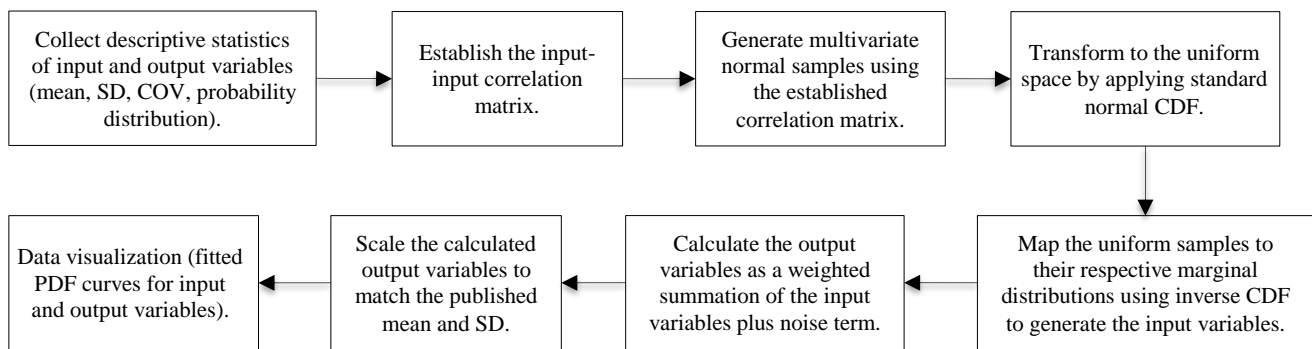 Collect descriptive statistics
of input and output variables
(mean, SD, COV, probability
distribution).
Establish the input-
input correlation
matrix.
Generate multivariate
normal samples using
the established
correlation matrix.
Transform to the uniform
space by applying standard
normal CDF.
Map the uniform samples to
their respective marginal
distributions using inverse CDF
to generate the input variables.
Calculate the output
variables as a weighted
summation of the input
variables plus noise term.
Scale the calculated
output variables to
match the published
mean and SD.
Data visualization (fitted
PDF curves for input
and output variables).